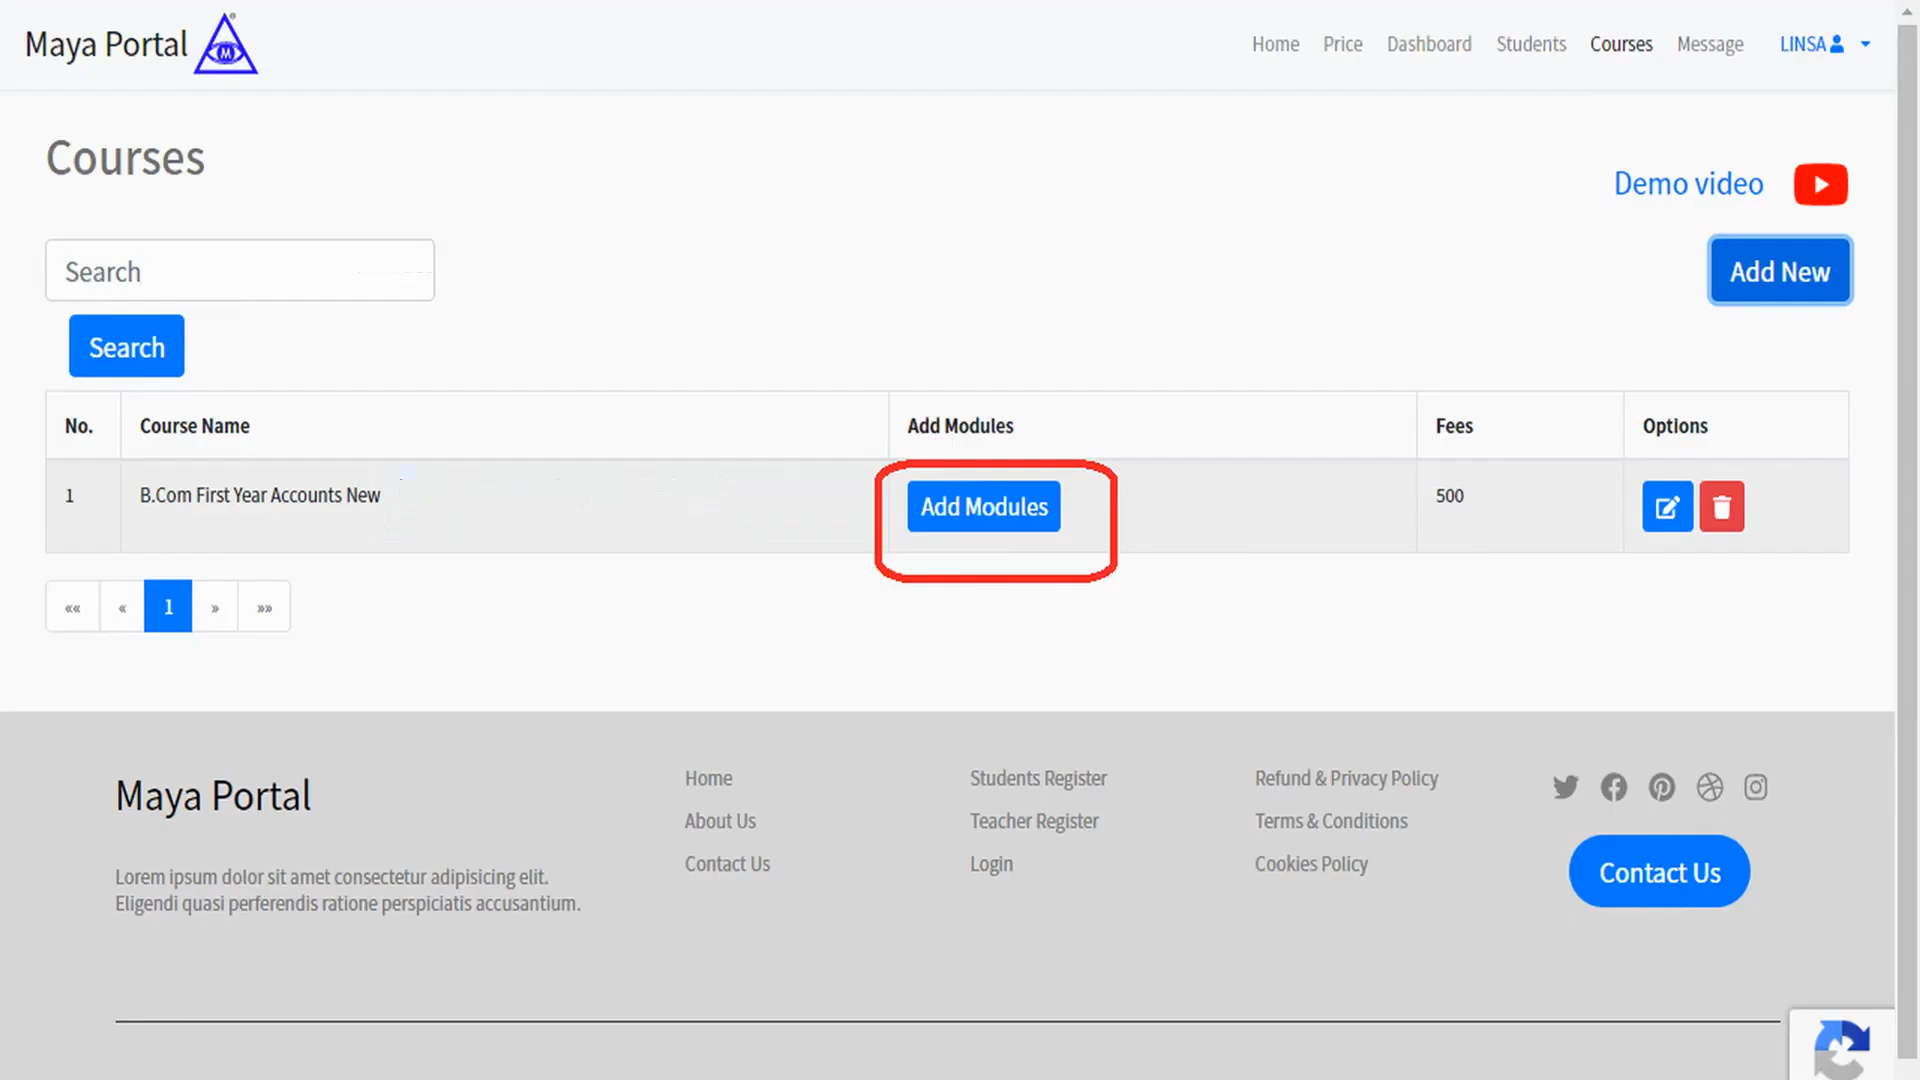 Maya Portal M ®
Home Price Dashboard Students Courses Message LINSA
Courses
Demo video
Search
Add New
Search
No. Course Name Add Modules Fees Options
1 B.Com First Year Accounts New Add Modules 500
«« « 1 » »»
Maya Portal
Lorem ipsum dolor sit amet consectetur adipisicing elit.
Eligendi quasi perferendis ratione perspiciatis accusantium.
Home
About Us
Contact Us
Students Register
Teacher Register
Login
Refund & Privacy Policy
Terms & Conditions
Cookies Policy
Contact Us